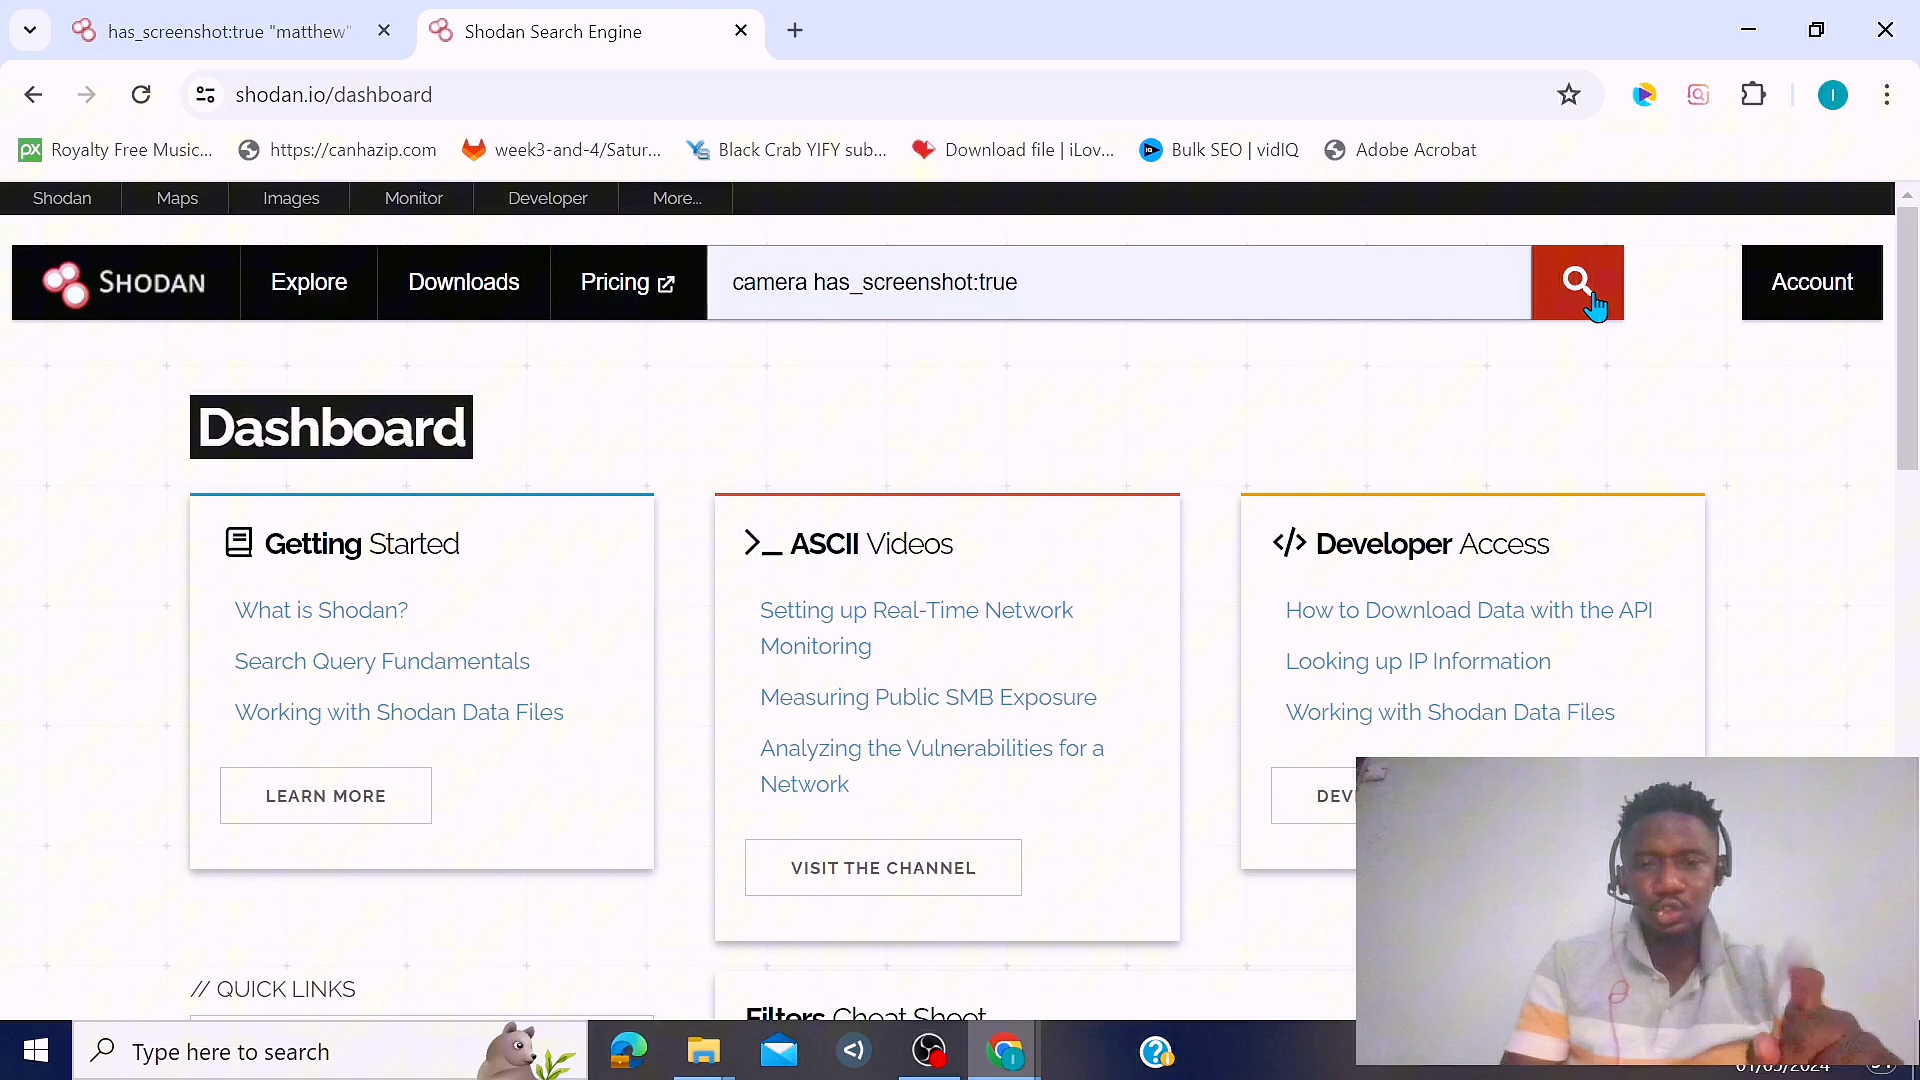 has_screenshot:true "matthew"
Shodan Search Engine
shodan.io/dashboard
I
Royalty Free Music...
https://canhazip.com
week3-and-4/Satur...
Black Crab YIFY sub...
Download file | iLov...
Bulk SEO | vidIQ
Adobe Acrobat
Shodan
Maps
Images
Monitor
Developer
More...
SHODAN
Explore
Downloads
Pricing
camera has_screenshot:true
Account
Dashboard
Getting Started
What is Shodan?
Search Query Fundamentals
Working with Shodan Data Files
LEARN MORE
>_ ASCII Videos
Setting up Real-Time Network
Monitoring
Measuring Public SMB Exposure
Analyzing the Vulnerabilities for a
Network
VISIT THE CHANNEL
</> Developer Access
How to Download Data with the API
Looking up IP Information
Working with Shodan Data Files
DEV
// QUICK LINKS
Filters Cheat Sheet
Type here to search